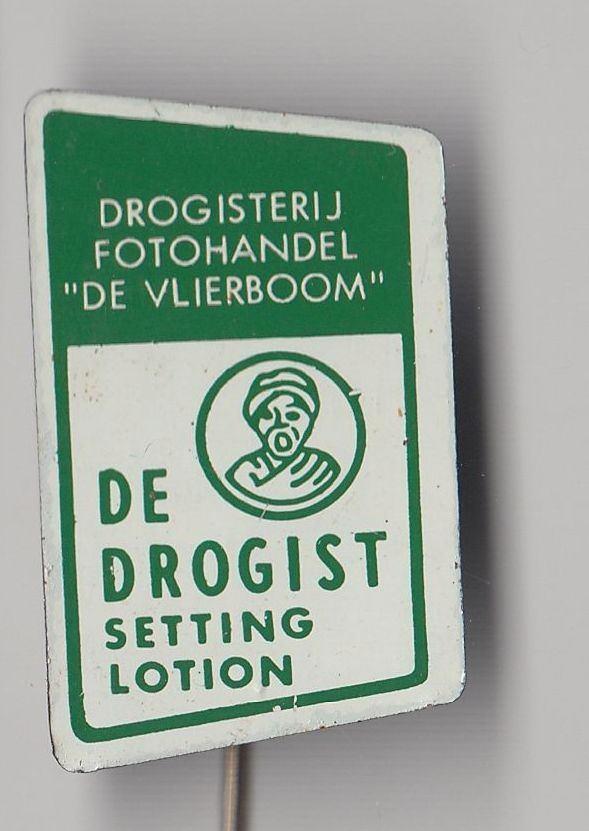 DROGISTERIJ
FOTOHANDEL
"DE VLIERBOOM"
DE
DROGIST
SETTING
LOTION